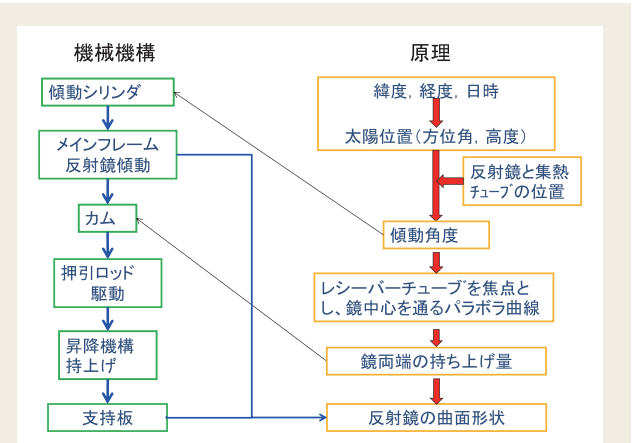 機械機構
傾動シリンダ
メインフレーム
反射鏡傾動
カム
押引ロッド
駆動
昇降機構
持上げ
支持板
原理
緯度, 経度, 日時
太陽位置(方位角, 高度)
反射鏡と集熱
チューブの位置
傾動角度
レシーバーチューブを焦点と
し、鏡中心を通るパラボラ曲線
鏡両端の持ち上げ量
反射鏡の曲面形状